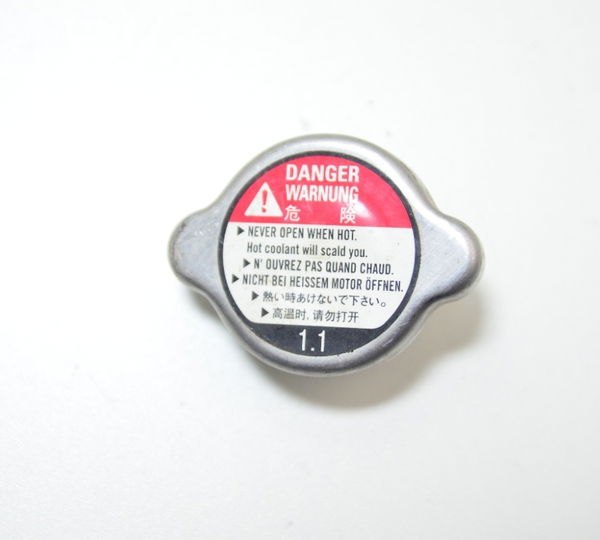 DANGER
WARNUNG
危 険
▶ NEVER OPEN WHEN HOT.
Hot coolant will scald you.
▶ N' OUVREZ PAS QUAND CHAUD.
▶ NICHT BEI HEISSEM MOTOR ÖFFNEN.
▶ 熱い時あけないで下さい。
▶ 高温时, 请勿打开
1.1